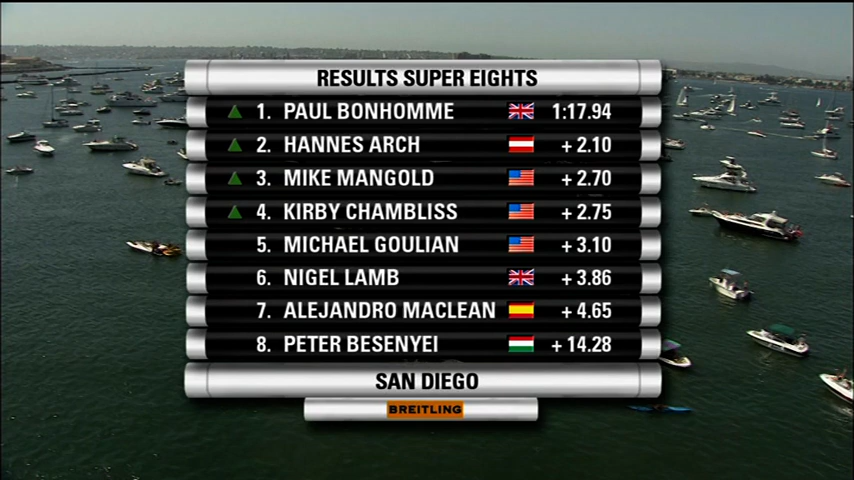 RESULTS SUPER EIGHTS
1. PAUL BONHOMME 1:17.94
2. HANNES ARCH + 2.10
3. MIKE MANGOLD + 2.70
4. KIRBY CHAMBLISS + 2.75
5. MICHAEL GOULIAN + 3.10
6. NIGEL LAMB + 3.86
7. ALEJANDRO MACLEAN + 4.65
8. PETER BESENYEI + 14.28
SAN DIEGO
BREITLING